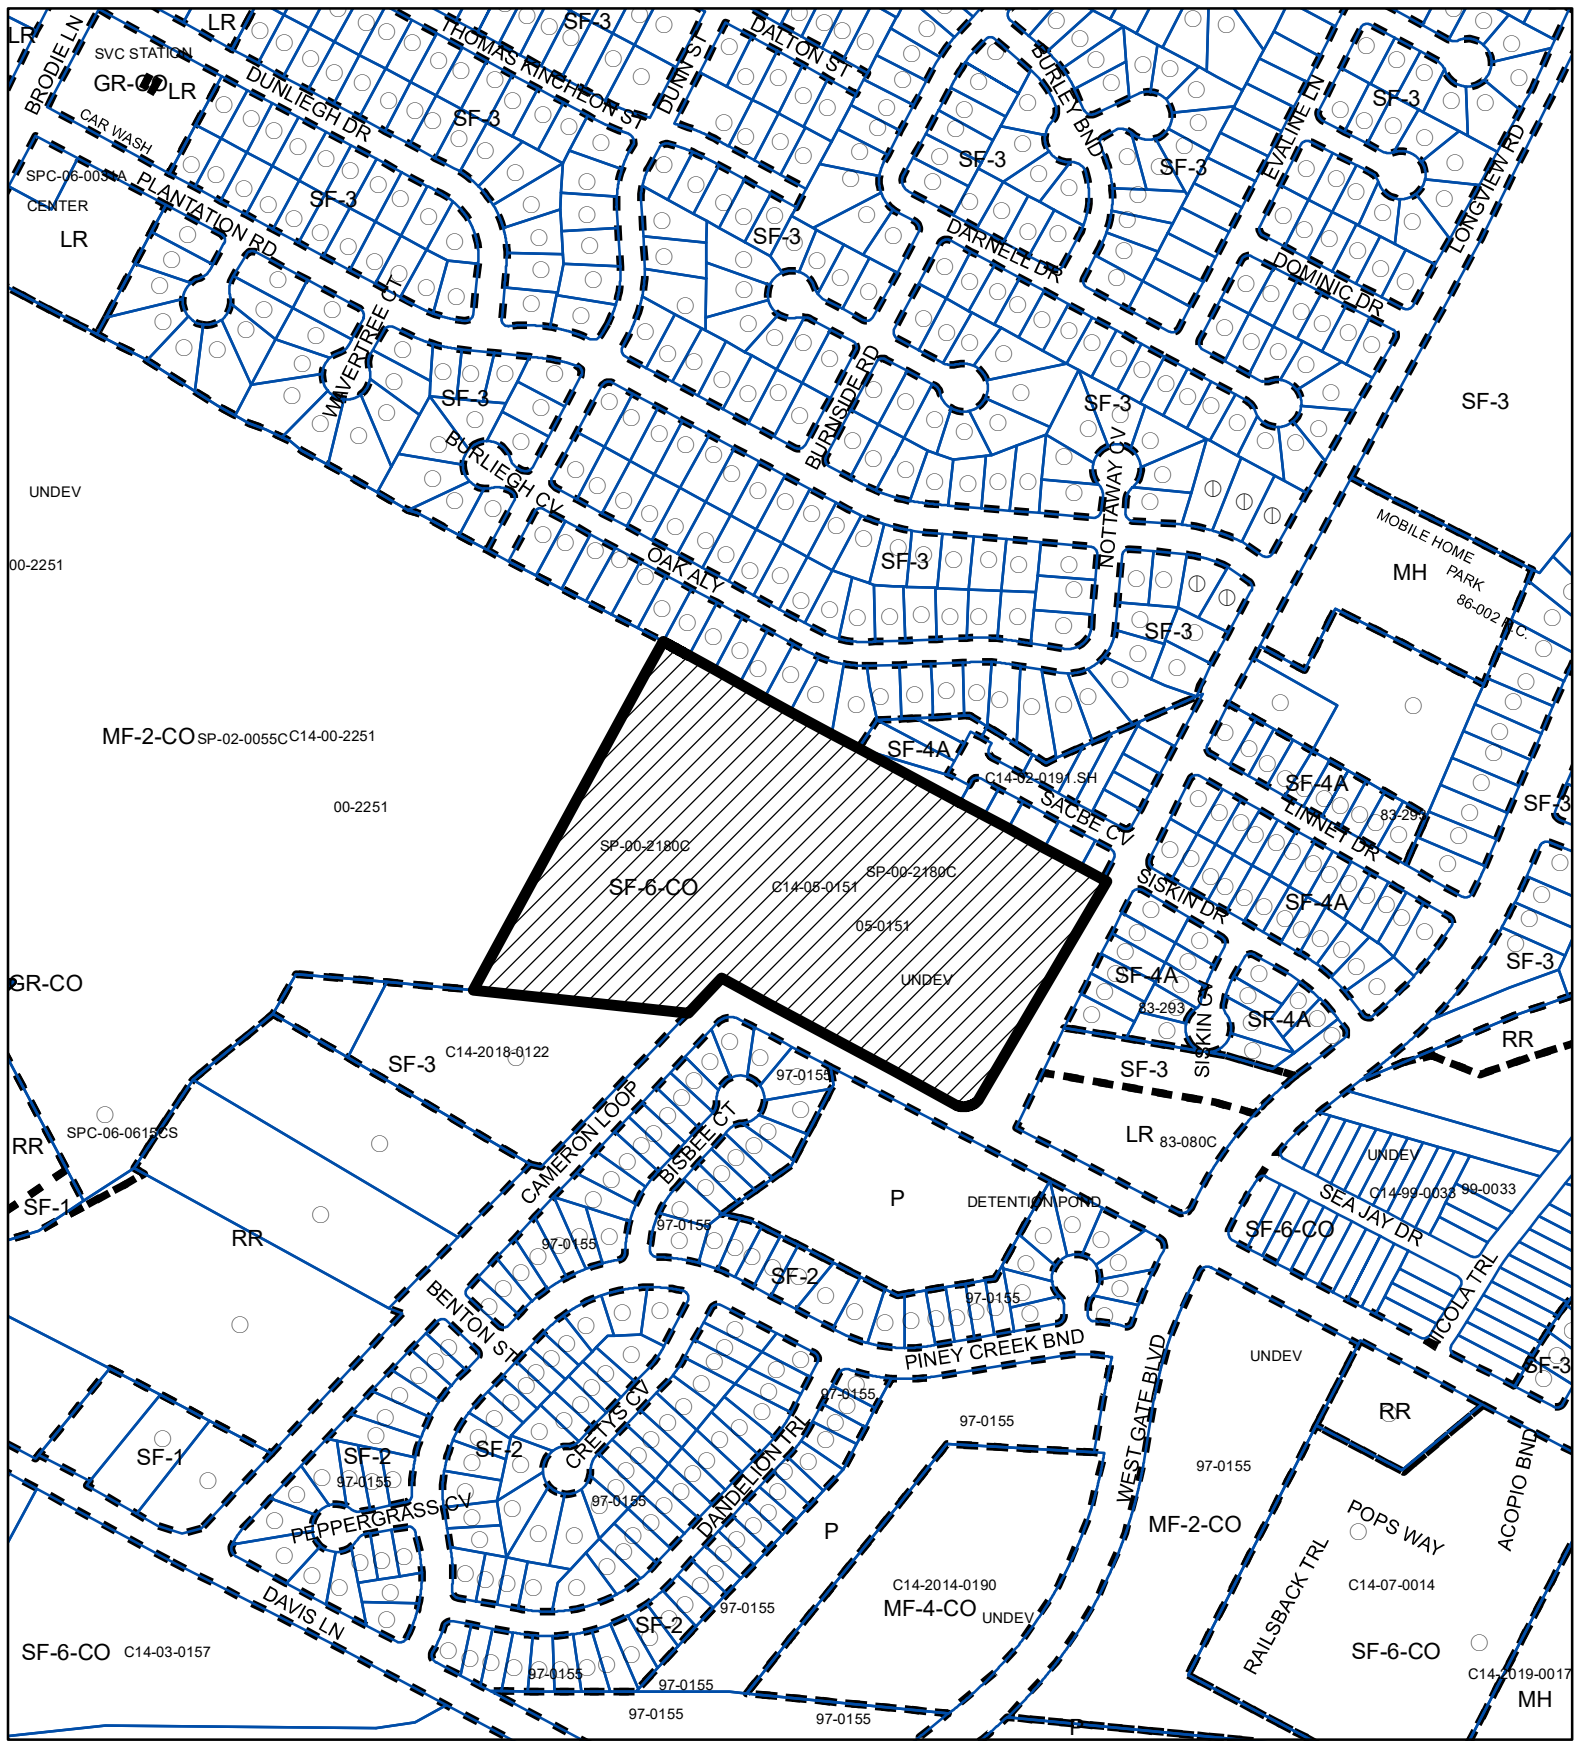 LR
BRODIE LN
SVC STATION
LR
GR-CO
LR
CAR WASH
DUNLIEGH DR
THOMAS KINCHEON ST
SF-3
SF-3
DUNN ST
DALTON ST
BURLEY BND
SF-3
SF-3
EVALINE LN
SF-3
LONGVIEW RD
SPC-06-0031A
CENTER
LR
PLANTATION RD
SF-3
SF-3
DARNELL DR
DOMINIC DR
WAVERTREE CT
SF-3
BURLIEGH CV
BURNSIDE RD
SF-3
NOTTAWAY CV
SF-3
UNDEV
00-2251
OAK ALY
SF-3
SF-3
MOBILE HOME
PARK
MH
86-002
MF-2-CO
SP-02-0055C
C14-00-2251
00-2251
SF-4A
C14-02-0191.SH
SACBE CV
SF-4A
LINNET DR
83-293
SF-3
SP-00-2180C
SF-6-CO
C14-05-0151
SP-00-2180C
05-0151
UNDEV
SISKIN DR
SF-4A
SF-4A
83-293
SISKIN CV
SF-4A
SF-3
RR
GR-CO
SF-3
C14-2018-0122
SF-3
LR
83-080C
RR
SPC-06-0615CS
SF-1
RR
CAMERON LOOP
BISBEE CT
97-0155
97-0155
97-0155
P
DETENTION POND
UNDEV
C14-99-0033
99-0033
SEA JAY DR
SF-6-CO
NICOLA TRL
SF-2
97-0155
BENTON ST
PINEY CREEK BND
WEST GATE BLVD
UNDEV
SF-3
RR
97-0155
97-0155
97-0155
CRETYS CV
DANDELION TRL
SF-1
SF-2
97-0155
SF-2
97-0155
PEPPERGRASS CV
P
MF-2-CO
POPS WAY
ACOPIO BND
RAILSBACK TRL
C14-07-0014
SF-6-CO
C14-2014-0190
MF-4-CO
UNDEV
DAVIS LN
SF-6-CO
C14-03-0157
SF-2
97-0155
97-0155
97-0155
97-0155
97-0155
P
C14-2019-0017
MH